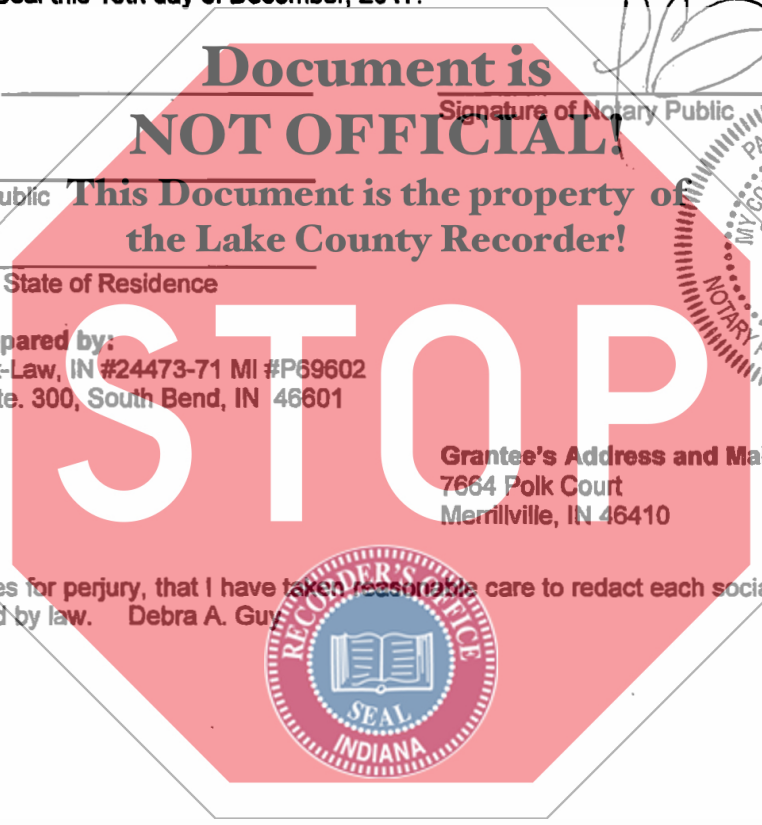 Document is
Signature of Notary Public
NOT OFFICIAL!
ublic
This Document is the property of
the Lake County Recorder!
State of Residence
STOP
pared by:
-Law, IN #24473-71 MI #P69602
te. 300, South Bend, IN 46601
Grantee's Address and Ma
7664 Polk Court
Merrillville, IN 46410
es for perjury, that I have taken reasonable care to redact each socia
d by law. Debra A. Guy
RECORDER'S OFFICE
SEAL
INDIANA
MY CO
NOTARY